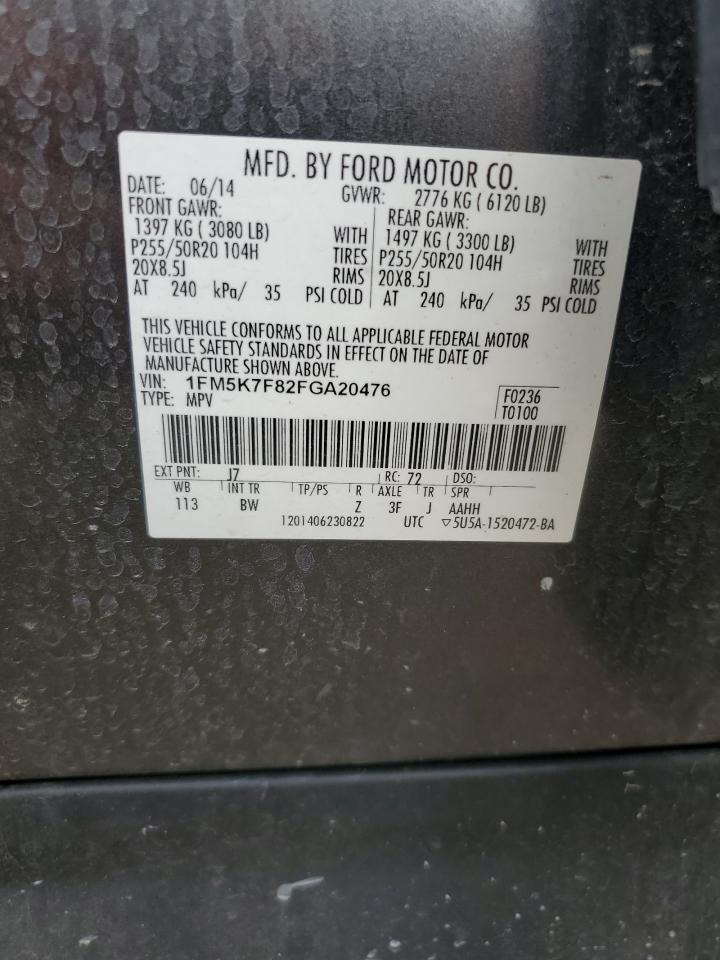 MFD. BY FORD MOTOR CO.
DATE: 06/14 GVWR: 2776 KG ( 6120 LB)
FRONT GAWR: REAR GAWR:
1397 KG ( 3080 LB) WITH 1497 KG ( 3300 LB) WITH
P255/50R20 104H TIRES P255/50R20 104H TIRES
20X8.5J RIMS 20X8.5J RIMS
AT 240 kPa/ 35 PSI COLD AT 240 kPa/ 35 PSI COLD
THIS VEHICLE CONFORMS TO ALL APPLICABLE FEDERAL MOTOR
VEHICLE SAFETY STANDARDS IN EFFECT ON THE DATE OF
MANUFACTURE SHOWN ABOVE.
VIN: 1FM5K7F82FGA20476
TYPE: MPV
F0236
T0100
EXT PNT: J7 RC: 72 DSO:
WB INT TR TP/PS R AXLE TR SPR
113 BW Z 3F J AAHH
1201406230822 UTC ▽5U5A-1520472-BA